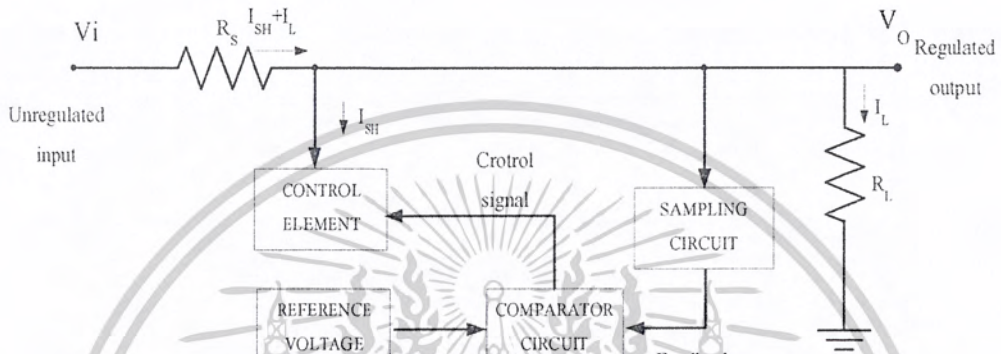 Vi
R_S
I_SH+I_L
V_O Regulated
output
Unregulated
input
I_SH
I_L
R_L
Crotrol
signal
CONTROL
ELEMENT
SAMPLING
CIRCUIT
REFERENCE
VOLTAGE
COMPARATOR
CIRCUIT